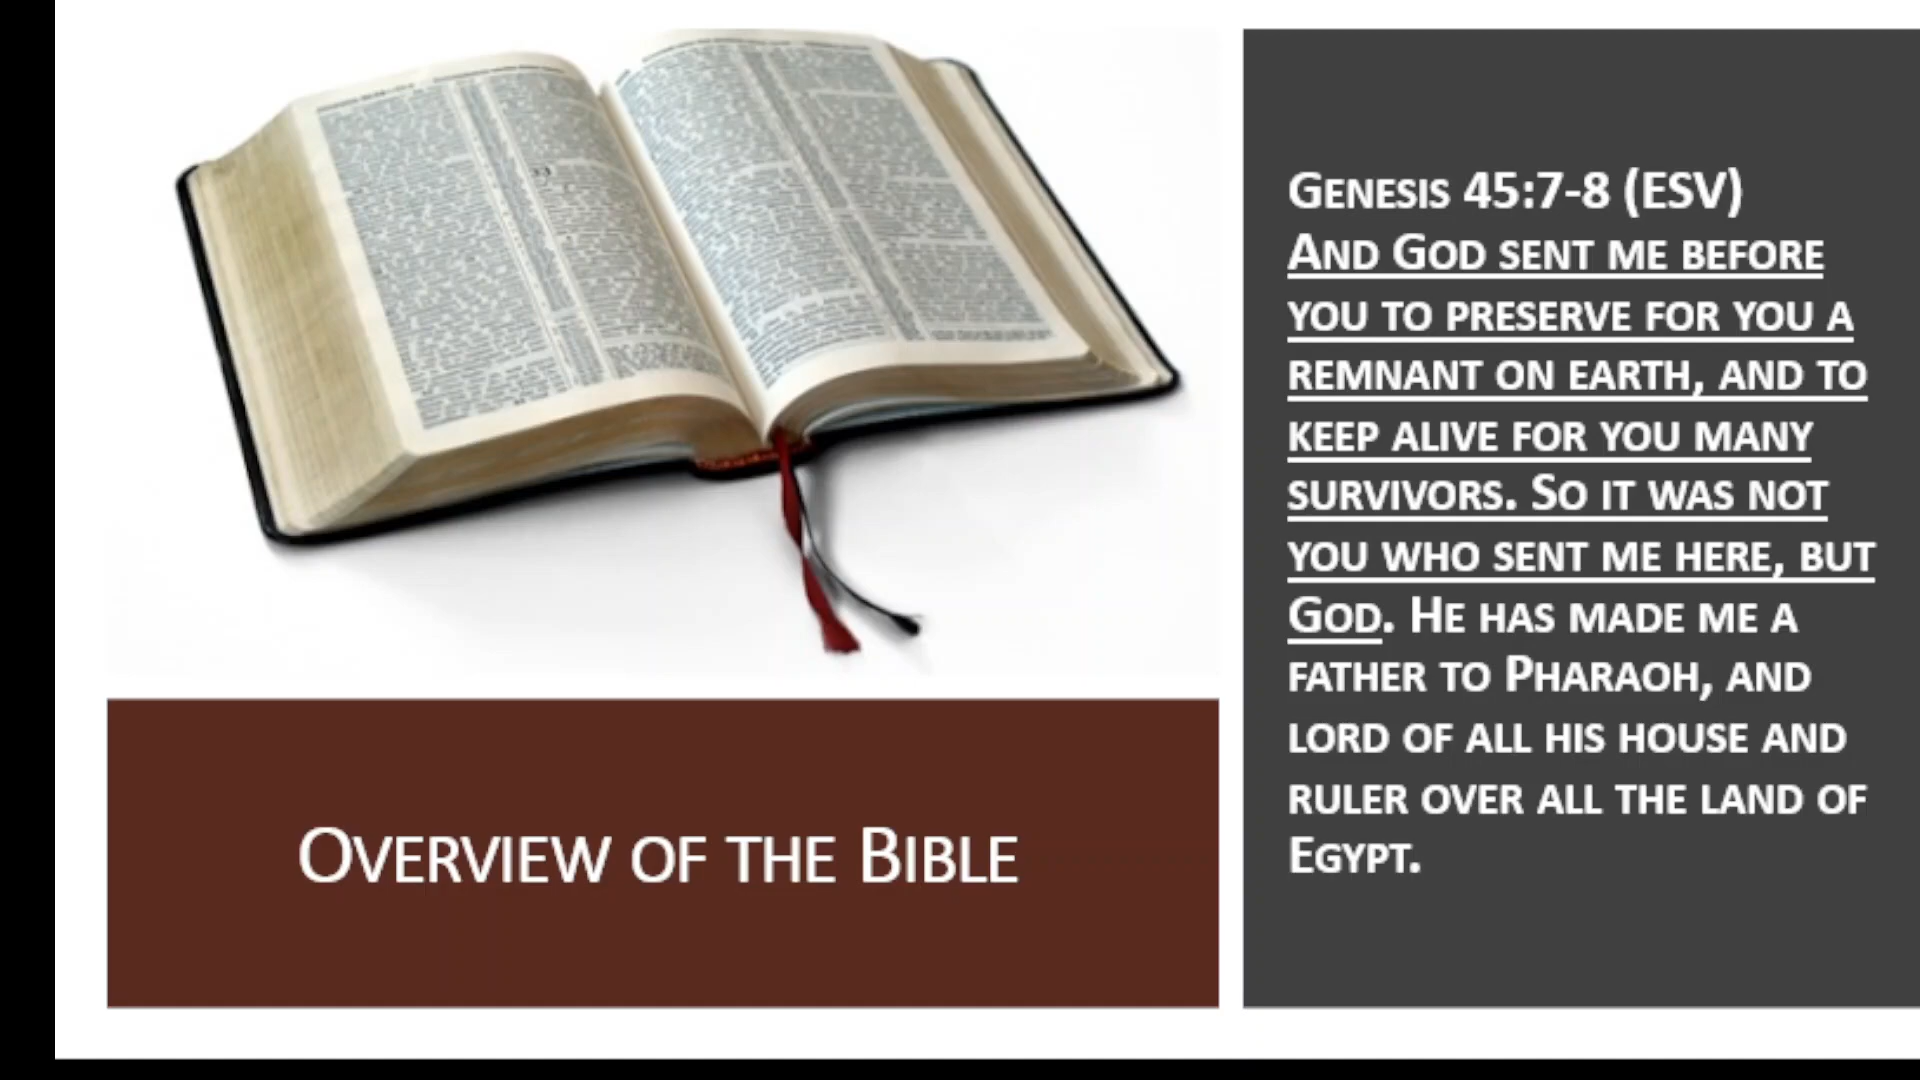 Genesis 45:7-8 (ESV)
And God sent me before
you to preserve for you a
remnant on earth, and to
keep alive for you many
survivors. So it was not
you who sent me here, but
God. He has made me a
father to Pharaoh, and
lord of all his house and
ruler over all the land of
Egypt.
Overview of the Bible